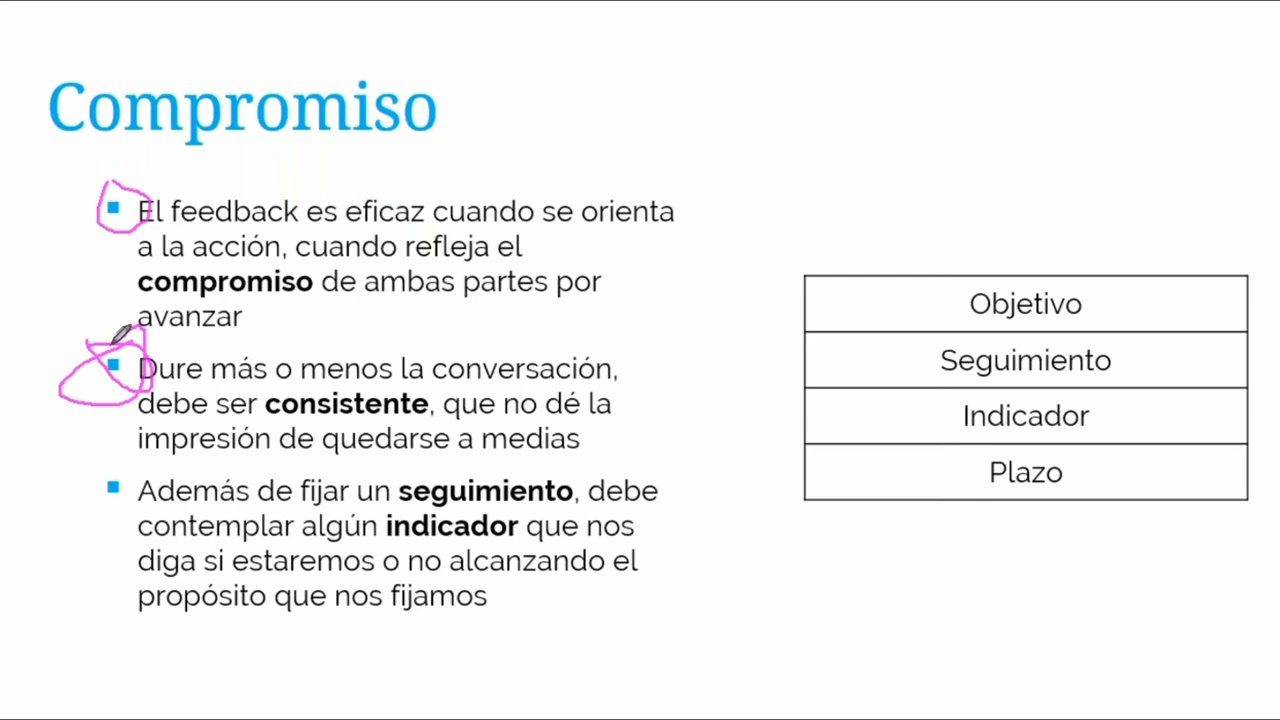 Compromiso
El feedback es eficaz cuando se orienta
a la acción, cuando refleja el
compromiso de ambas partes por
avanzar
Dure más o menos la conversación,
debe ser consistente, que no dé la
impresión de quedarse a medias
Además de fijar un seguimiento, debe
contemplar algún indicador que nos
diga si estaremos o no alcanzando el
propósito que nos fijamos
Objetivo
Seguimiento
Indicador
Plazo